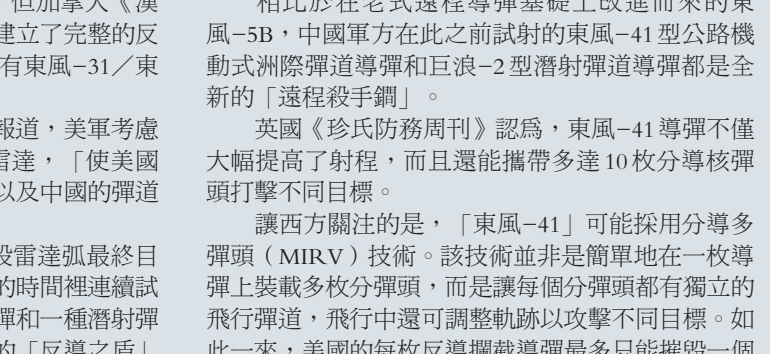 但加拿大《漢
建立了完整的反
有東風–31／東
報道，美軍考慮
雷達，「使美國
以及中國的彈道
設雷達弧最終目
的時間裡連續試
彈和一種潛射彈
的「反導之盾」
相比於在老式遠程導彈基礎上改進而來的東
風–5B，中國軍方在此之前試射的東風–41型公路機
動式洲際彈道導彈和巨浪–2型潛射彈道導彈都是全
新的「遠程殺手鐧」。
英國《珍氏防務周刊》認爲，東風–41導彈不僅
大幅提高了射程，而且還能攜帶多達10枚分導核彈
頭打擊不同目標。
讓西方關注的是，「東風–41」可能採用分導多
彈頭（MIRV）技術。該技術並非是簡單地在一枚導
彈上裝載多枚分彈頭，而是讓每個分彈頭都有獨立的
飛行彈道，飛行中還可調整軌跡以攻擊不同目標。如
此一來，美國的每枚反導攔截導彈最多只能摧毀一個